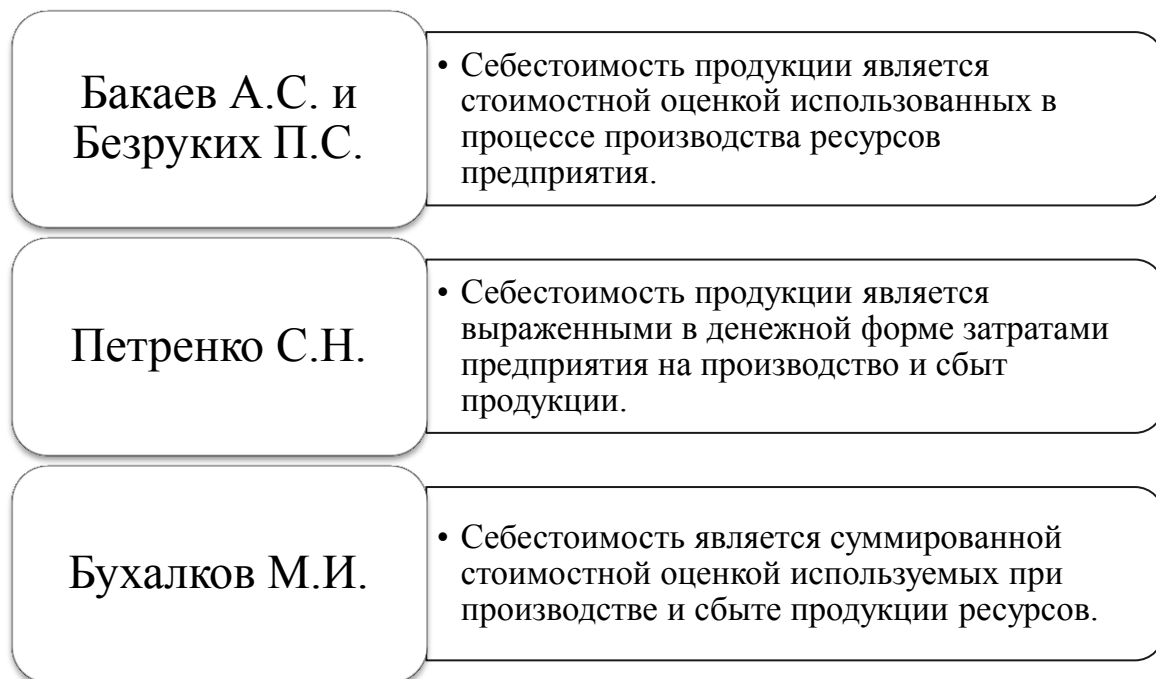 Бакаев А.С. и
Безруких П.С.
• Себестоимость продукции является
стоимостной оценкой использованных в
процессе производства ресурсов
предприятия.
Петренко С.Н.
• Себестоимость продукции является
выраженными в денежной форме затратами
предприятия на производство и сбыт
продукции.
Бухалков М.И.
• Себестоимость является суммированной
стоимостной оценкой используемых при
производстве и сбыте продукции ресурсов.